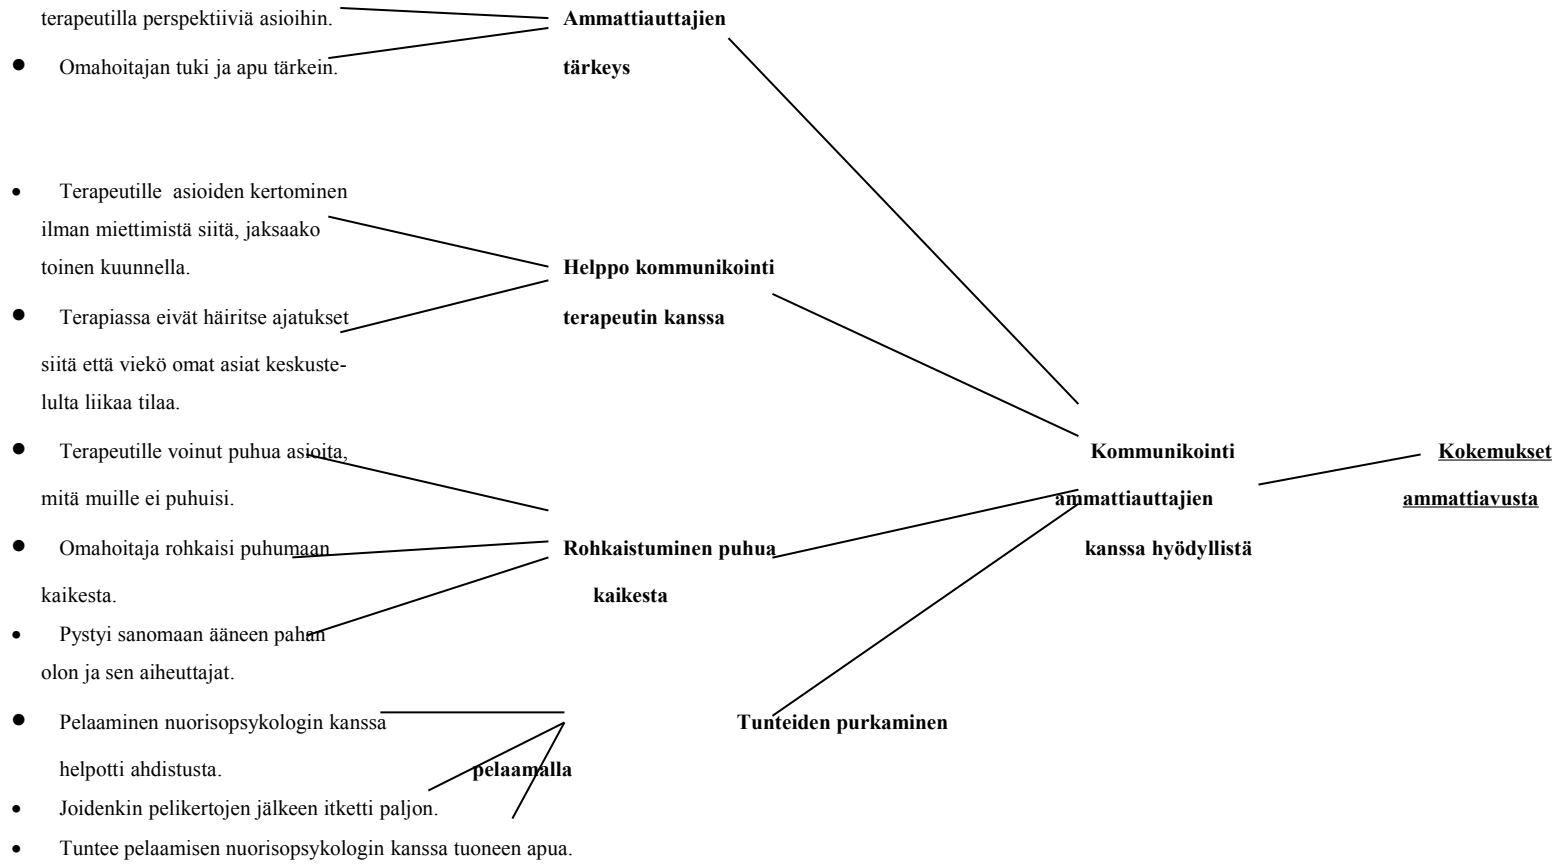 terapeutilla perspektiiviä asioihin.
Ammattiauttajien
• Omahoitajan tuki ja apu tärkein.
tärkeys
• Terapeutille asioiden kertominen
ilman miettimistä siitä, jaksaako
toinen kuunnella.
Helppo kommunikointi
• Terapiassa eivät häiritse ajatukset
terapeutin kanssa
siitä että viekö omat asiat keskuste-
lulta liikaa tilaa.
• Terapeutille voinut puhua asioita,
Kommunikointi
Kokemukset
mitä muille ei puhuisi.
ammattiauttajien
ammattiavusta
• Omahoitaja rohkaisi puhumaan
Rohkaistuminen puhua
kanssa hyödyllistä
kaikesta.
kaikesta
• Pystyi sanomaan ääneen pahan
olon ja sen aiheuttajat.
• Pelaaminen nuorisopsykologin kanssa
Tunteiden purkaminen
helpotti ahdistusta.
pelaamalla
• Joidenkin pelikertojen jälkeen itketti paljon.
• Tuntee pelaamisen nuorisopsykologin kanssa tuoneen apua.